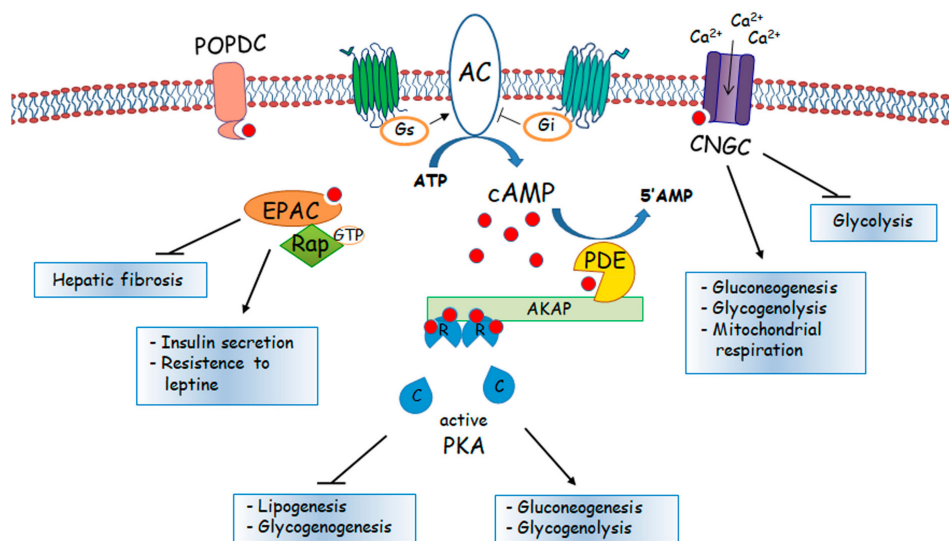 Ca²⁺
Ca²⁺
Ca²⁺
POPDC
AC
Gs
Gi
CNGC
ATP
cAMP
5'AMP
EPAC
Rap
GTP
PDE
Glycolysis
Hepatic fibrosis
AKAP
R
R
- Gluconeogenesis
- Glycogenolysis
- Mitochondrial
respiration
- Insulin secretion
- Resistence to
leptine
C
C
active
PKA
- Lipogenesis
- Glycogenogenesis
- Gluconeogenesis
- Glycogenolysis